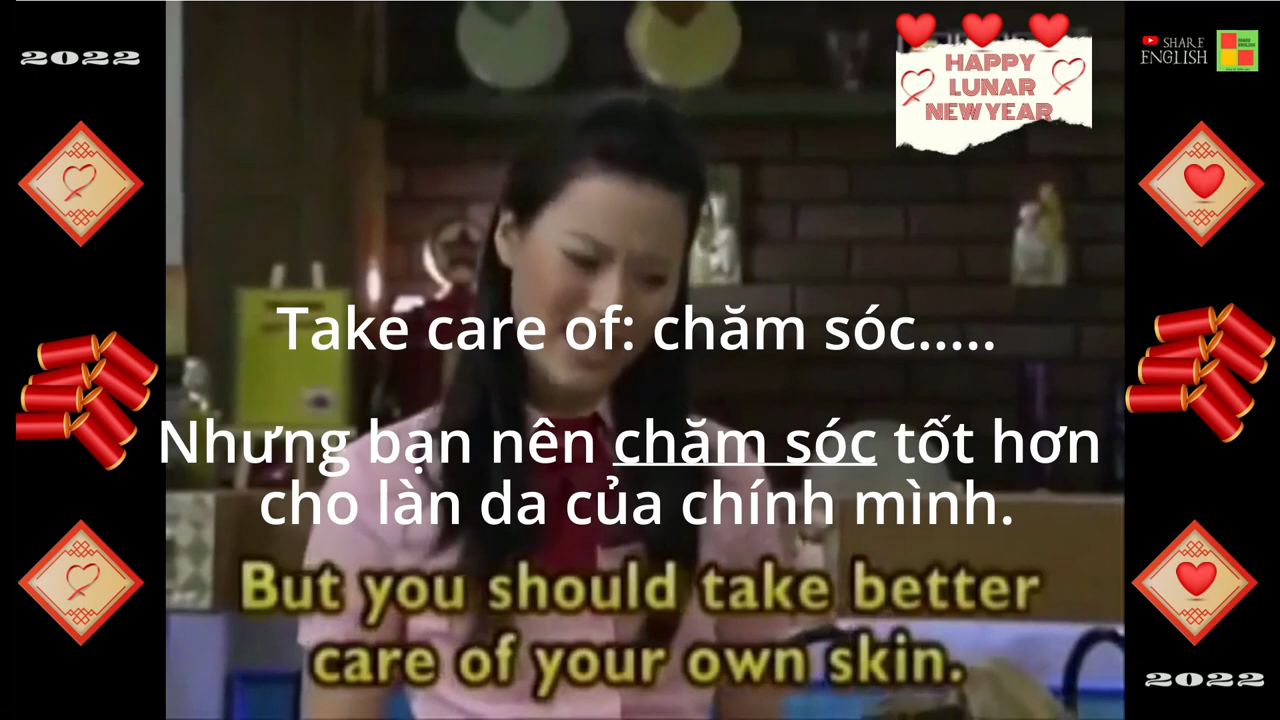 2022
HAPPY
LUNAR
NEW YEAR
SHARE
ENGLISH
Take care of: chăm sóc.....
Nhưng bạn nên chăm sóc tốt hơn
cho làn da của chính mình.
But you should take better
care of your own skin.
2022